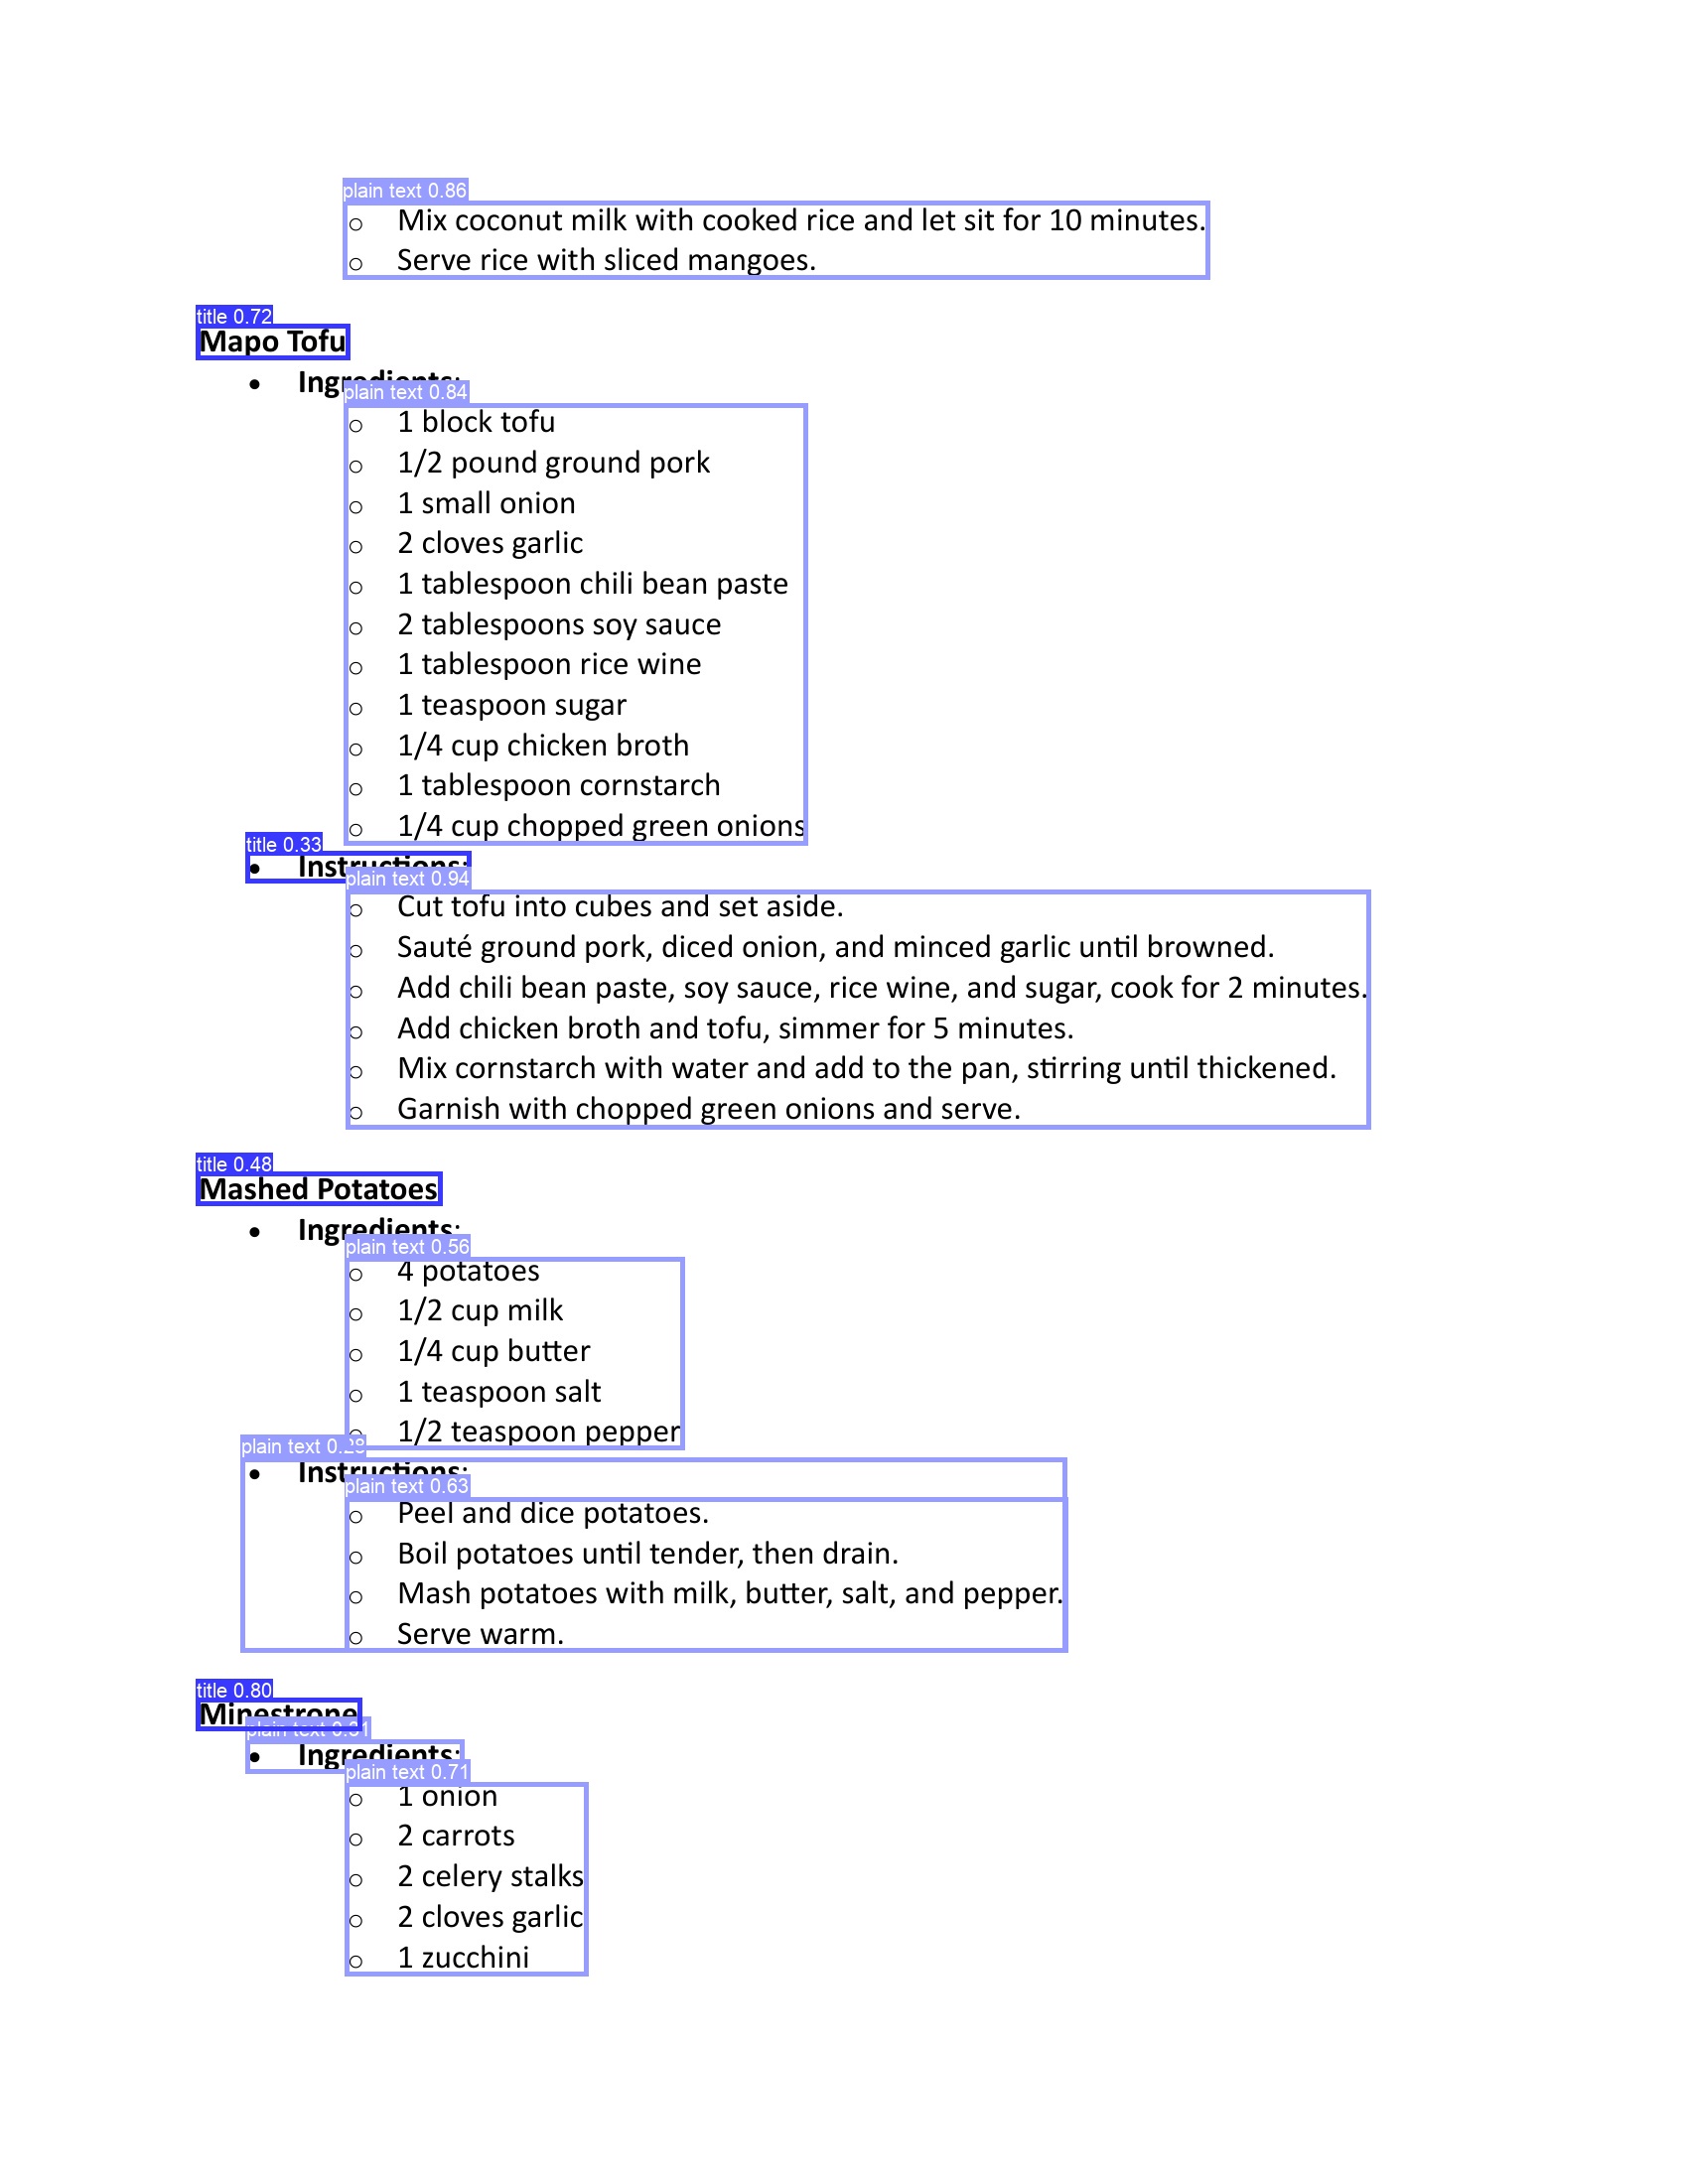 plain text 0.86
○ Mix coconut milk with cooked rice and let sit for 10 minutes.
○ Serve rice with sliced mangoes.
title 0.72
Mapo Tofu
• Ingredients:
plain text 0.84
○ 1 block tofu
○ 1/2 pound ground pork
○ 1 small onion
○ 2 cloves garlic
○ 1 tablespoon chili bean paste
○ 2 tablespoons soy sauce
○ 1 tablespoon rice wine
○ 1 teaspoon sugar
○ 1/4 cup chicken broth
○ 1 tablespoon cornstarch
○ 1/4 cup chopped green onions
title 0.33
• Instructions:
plain text 0.94
○ Cut tofu into cubes and set aside.
○ Sauté ground pork, diced onion, and minced garlic until browned.
○ Add chili bean paste, soy sauce, rice wine, and sugar, cook for 2 minutes.
○ Add chicken broth and tofu, simmer for 5 minutes.
○ Mix cornstarch with water and add to the pan, stirring until thickened.
○ Garnish with chopped green onions and serve.
title 0.48
Mashed Potatoes
• Ingredients:
plain text 0.56
○ 4 potatoes
○ 1/2 cup milk
○ 1/4 cup butter
○ 1 teaspoon salt
○ 1/2 teaspoon pepper
plain text 0.28
• Instructions:
plain text 0.63
○ Peel and dice potatoes.
○ Boil potatoes until tender, then drain.
○ Mash potatoes with milk, butter, salt, and pepper.
○ Serve warm.
title 0.80
Minestrone
plain text 0.31
• Ingredients:
plain text 0.71
○ 1 onion
○ 2 carrots
○ 2 celery stalks
○ 2 cloves garlic
○ 1 zucchini